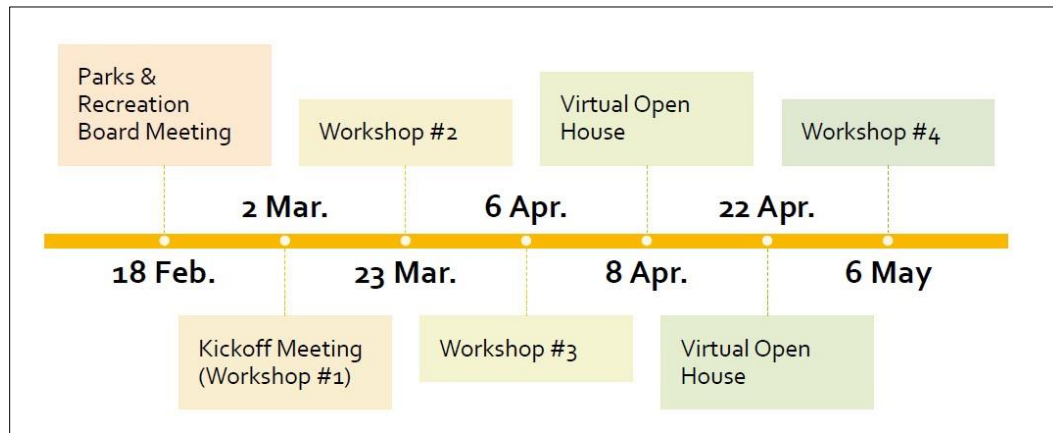 Parks &
Recreation
Board Meeting
Workshop #2
Virtual Open
House
Workshop #4
2 Mar.
6 Apr.
22 Apr.
18 Feb.
23 Mar.
8 Apr.
6 May
Kickoff Meeting
(Workshop #1)
Workshop #3
Virtual Open
House